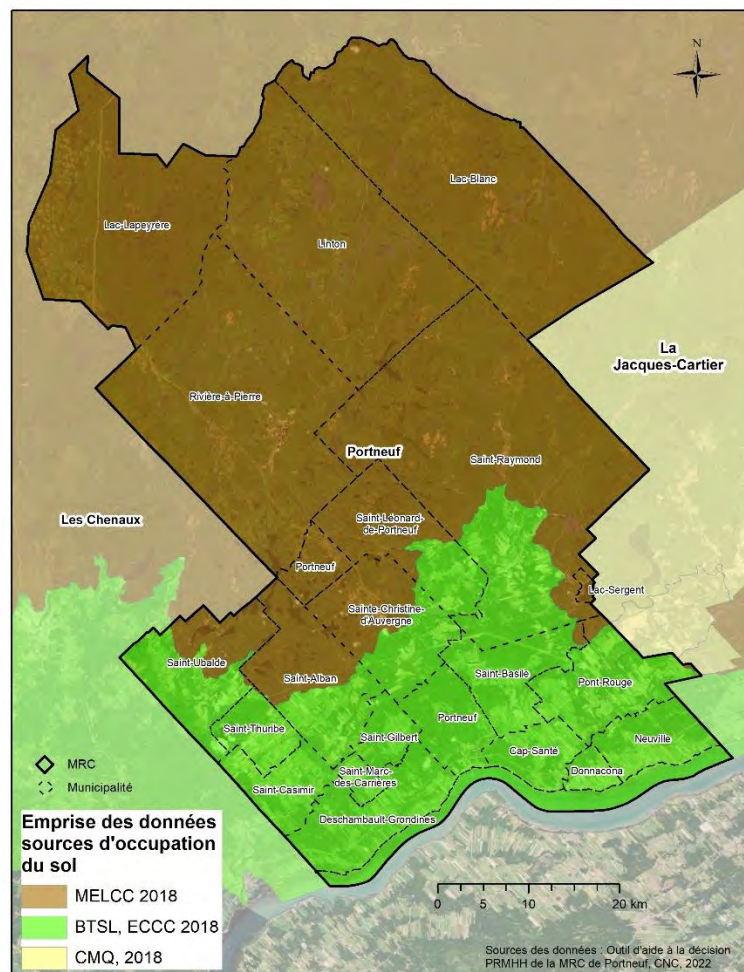 N
Lac-Blanc
Lac-Lapeyrère
Linton
La
Jacques-Cartier
Rivière-à-Pierre
Portneuf
Saint-Raymond
Les Chenaux
Saint-Léonard-
de-Portneuf
Portneuf
Lac-Sergent
Sainte-Christine-
d'Auvergne
Saint-Ubalde
Saint-Alban
Saint-Basile
Pont-Rouge
Saint-Thuribe
Saint-Gilbert
Portneuf
Neuville
Cap-Santé
Saint-Marc-
des-Carrières
Donnacona
Saint-Casimir
Deschambault-Grondines
MRC
Municipalité
Emprise des données
sources d'occupation
du sol
MELCC 2018
BTSL, ECCC 2018
CMQ, 2018
0 5 10 20 km
Sources des données : Outil d'aide à la décision
PRMHH de la MRC de Portneuf, CNC, 2022